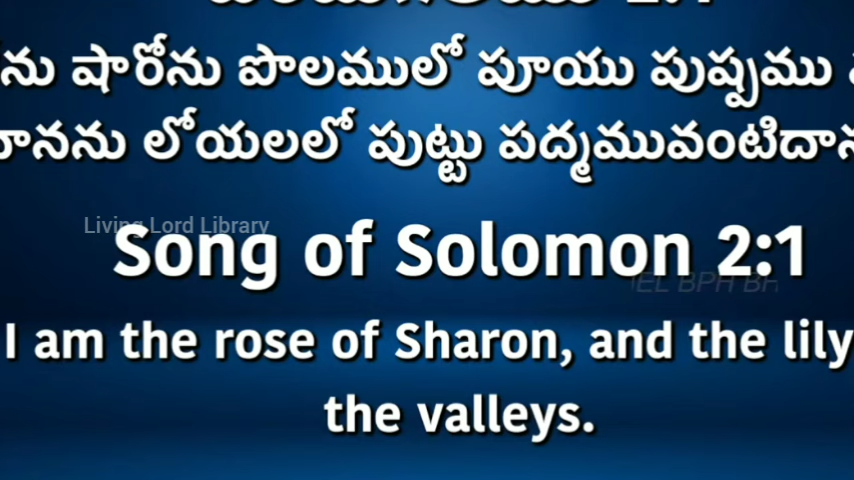 ను షారోను పొలములో పూయు పుష్పము
లోయలలో పుట్టు పద్మమువంటిదాన
Living Lord Library
Song of Solomon 2:1
I am the rose of Sharon, and the lily
the valleys.